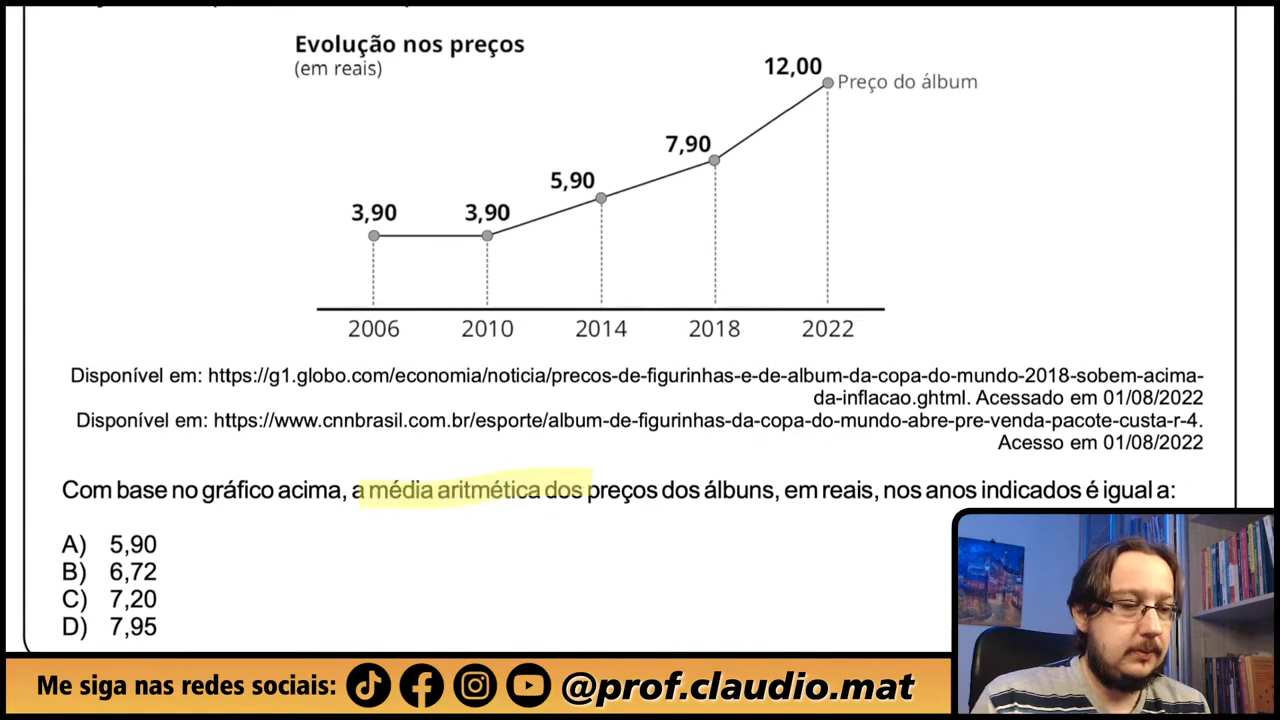 Evolução nos preços
(em reais)
12,00
Preço do álbum
7,90
5,90
3,90 3,90
2006 2010 2014 2018 2022
Disponível em: https://g1.globo.com/economia/noticia/precos-de-figurinhas-e-de-album-da-copa-do-mundo-2018-sobem-acima-
da-inflacao.ghtml. Acessado em 01/08/2022
Disponível em: https://www.cnnbrasil.com.br/esporte/album-de-figurinhas-da-copa-do-mundo-abre-pre-venda-pacote-custa-r-4.
Acesso em 01/08/2022
Com base no gráfico acima, a média aritmética dos preços dos álbuns, em reais, nos anos indicados é igual a:
A) 5,90
B) 6,72
C) 7,20
D) 7,95
Me siga nas redes sociais: @prof.claudio.mat